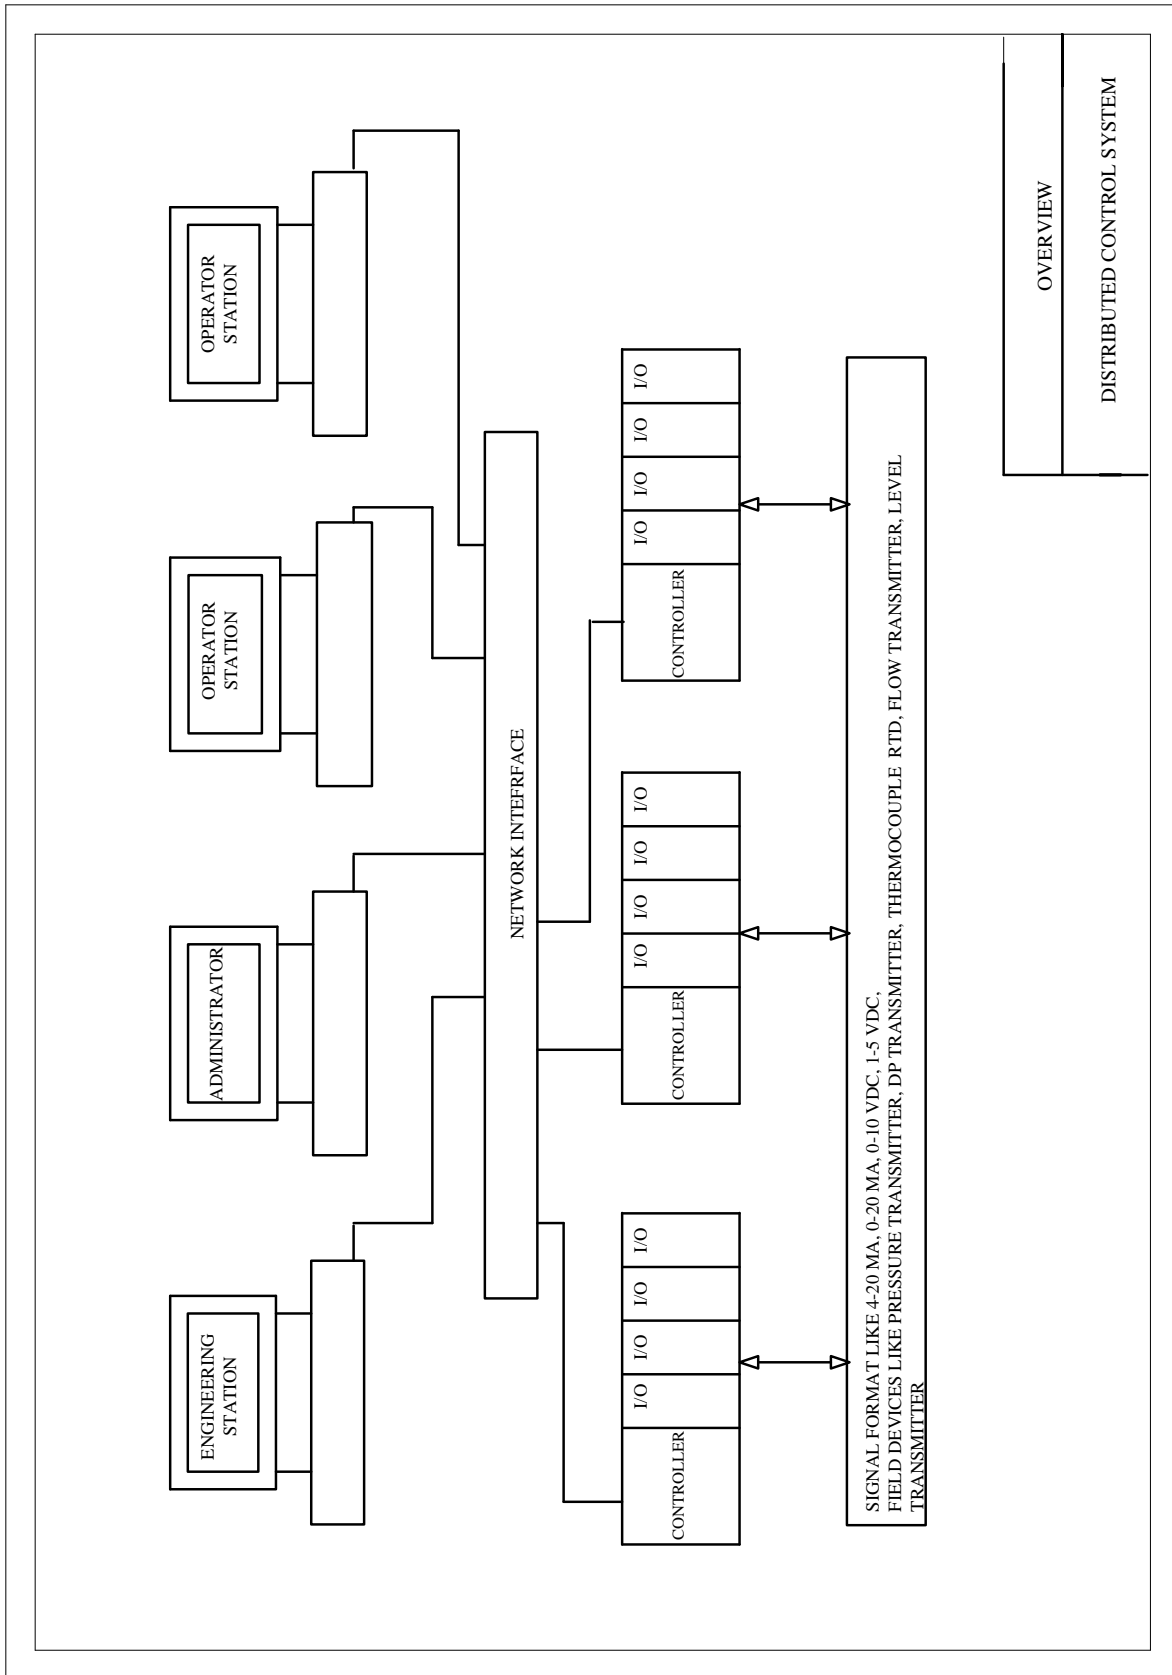 ENGINEERING
STATION
ADMINISTRATOR
OPERATOR
STATION
OPERATOR
STATION
NETWORK INTEFRFACE
CONTROLLER
I/O
I/O
I/O
I/O
CONTROLLER
I/O
I/O
I/O
I/O
CONTROLLER
I/O
I/O
I/O
I/O
SIGNAL FORMAT LIKE 4-20 MA, 0-20 MA, 0-10 VDC, 1-5 VDC,
FIELD DEVICES LIKE PRESSURE TRANSMITTER, DP TRANSMITTER, THERMOCOUPLE RTD, FLOW TRANSMITTER, LEVEL
TRANSMITTER
OVERVIEW
DISTRIBUTED CONTROL SYSTEM